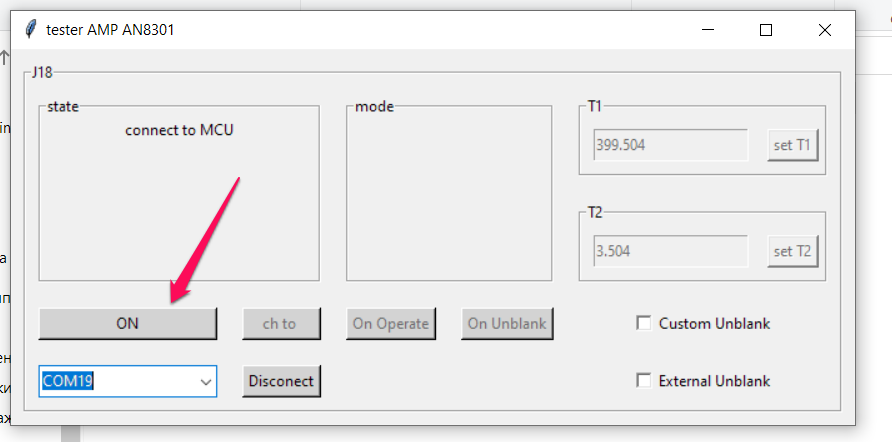 tester AMP AN8301
J18
state
connect to MCU
mode
T1
399.504
set T1
T2
3.504
set T2
ON
ch to
On Operate
On Unblank
Custom Unblank
COM19
Disconect
External Unblank